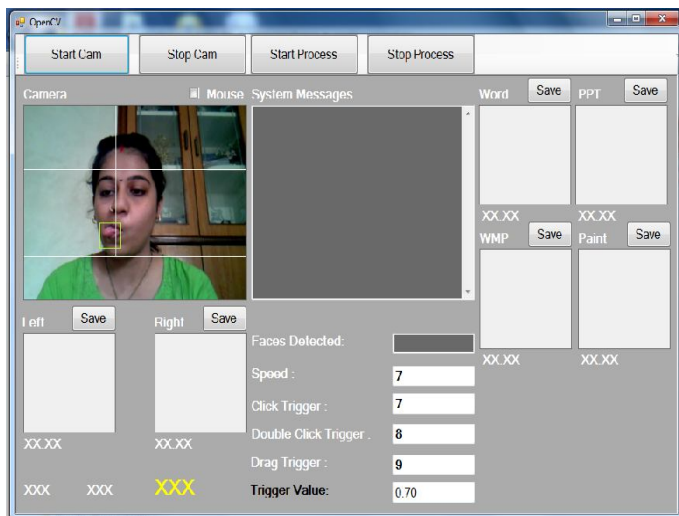 OpenCV
Start Cam Stop Cam Start Process Stop Process
Camera Mouse System Messages Word Save PPT Save
XX.XX XX.XX
WMP Save Paint Save
Left Save Right Save
Faces Detected:
XX.XX XX.XX
Speed : 7
Click Trigger : 7
Double Click Trigger : 8
XX.XX XX.XX
Drag Trigger : 9
XXX XXX XXX Trigger Value: 0.70